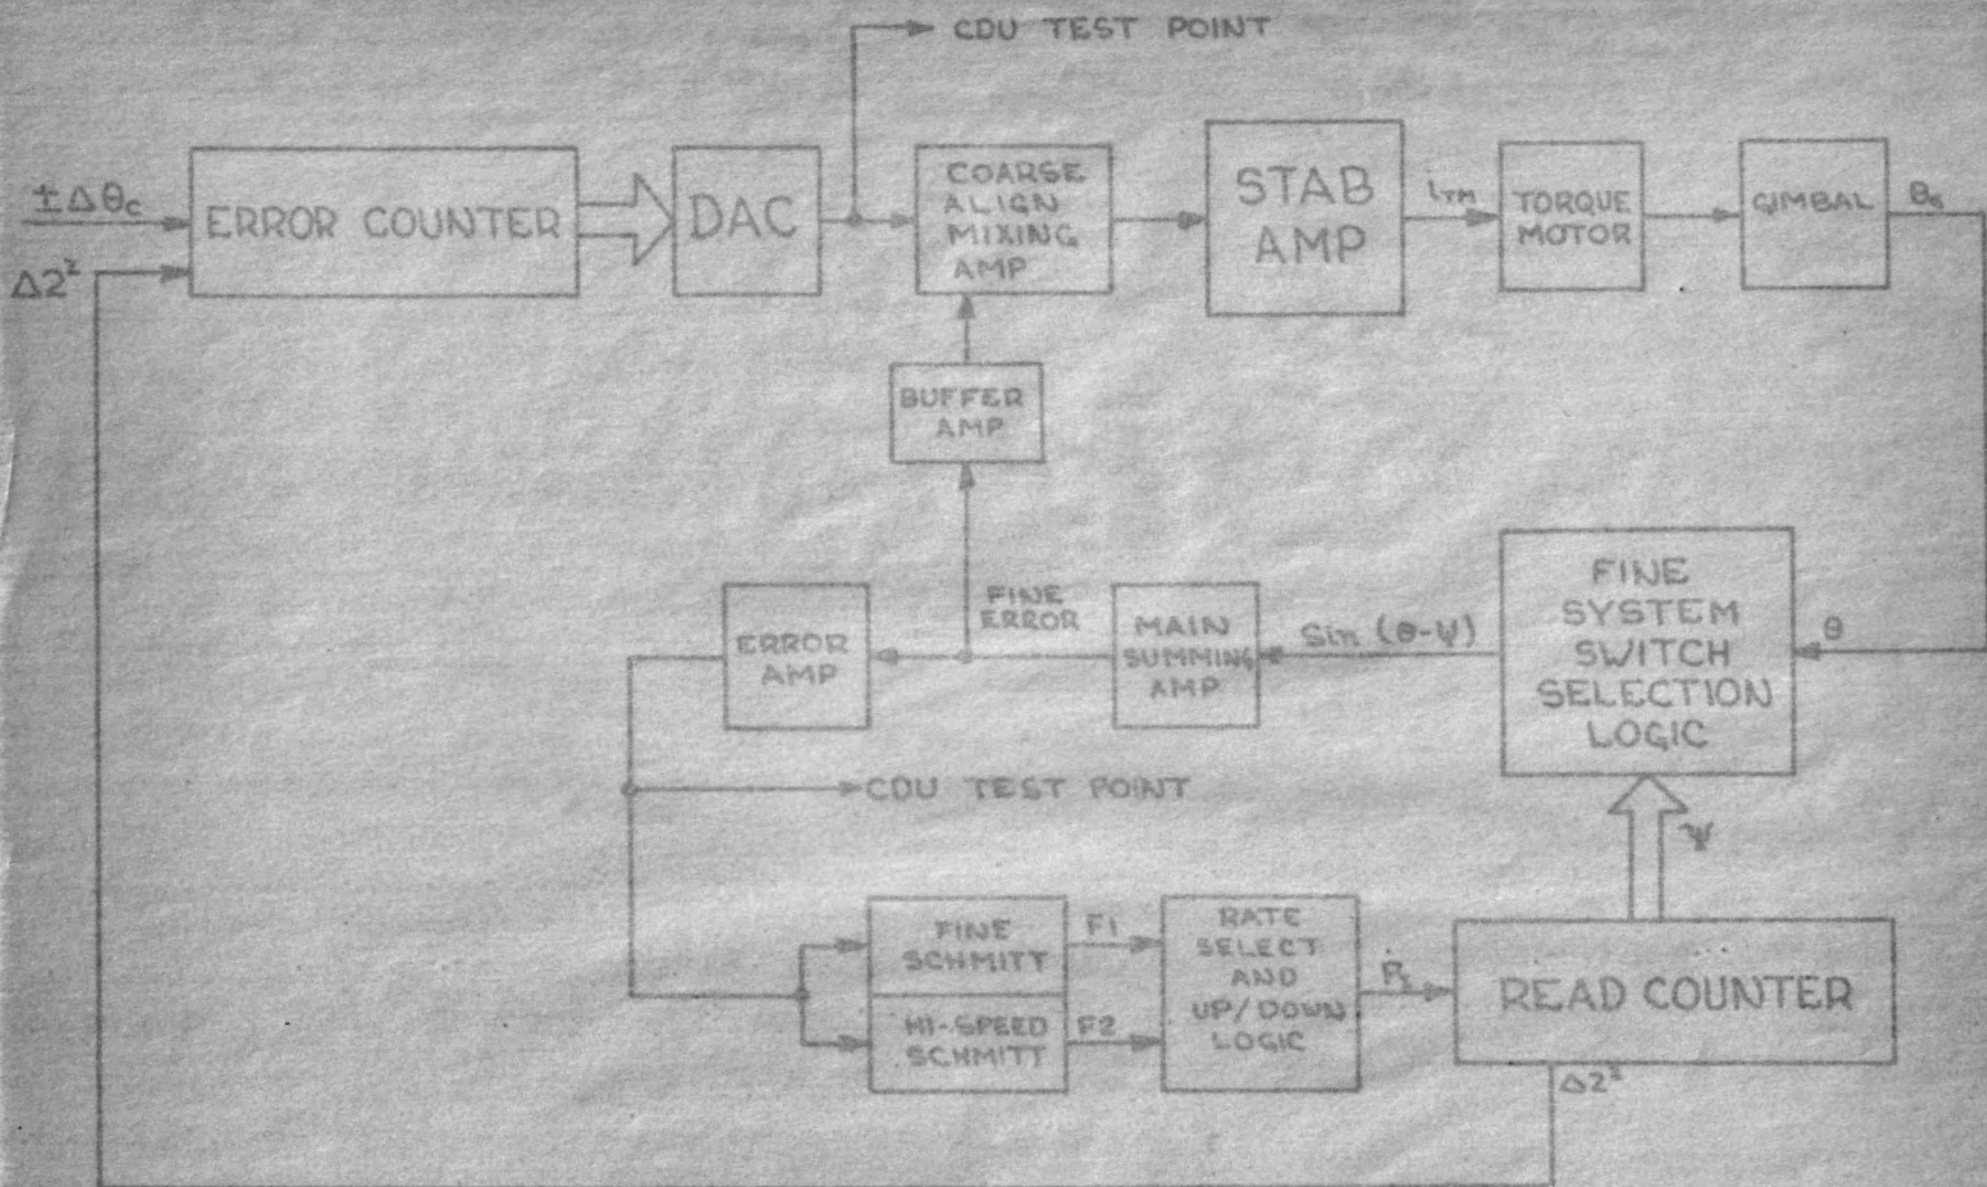 CDU TEST POINT
±Δθc
Δ2²
ERROR COUNTER
DAC
COARSE
ALIGN
MIXING
AMP
STAB
AMP
iTM
TORQUE
MOTOR
GIMBAL
BUFFER
AMP
FINE
SYSTEM
SWITCH
SELECTION
LOGIC
θ
Sin (θ-ψ)
MAIN
SUMMING
AMP
FINE
ERROR
ERROR
AMP
CDU TEST POINT
ψ
FINE
SCHMITT
HI-SPEED
SCHMITT
F1
F2
RATE
SELECT
AND
UP/DOWN
LOGIC
READ COUNTER
Δ2²